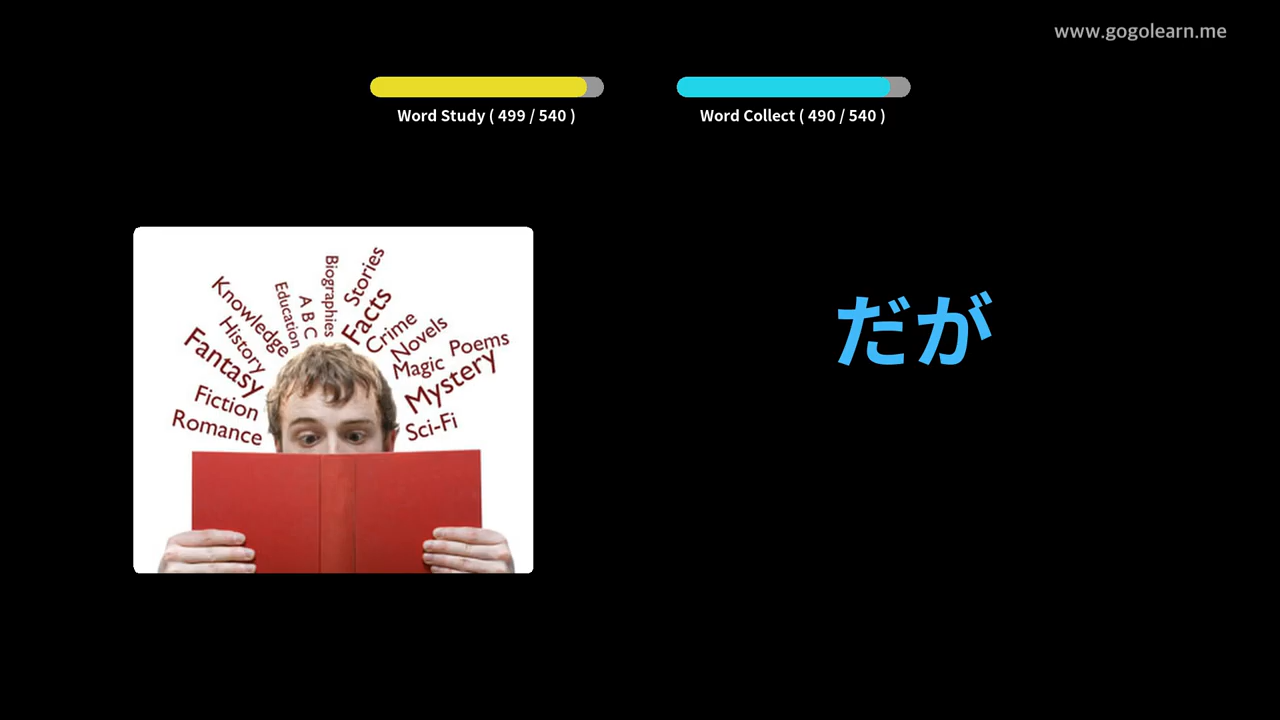 www.gogolearn.me
Word Study ( 499 / 540 )
Word Collect ( 490 / 540 )
Biographies
Stories
Education
A B C
Facts
Knowledge
Crime
History
Novels
Fantasy
Magic
Poems
Mystery
Fiction
Romance
Sci-Fi
だが